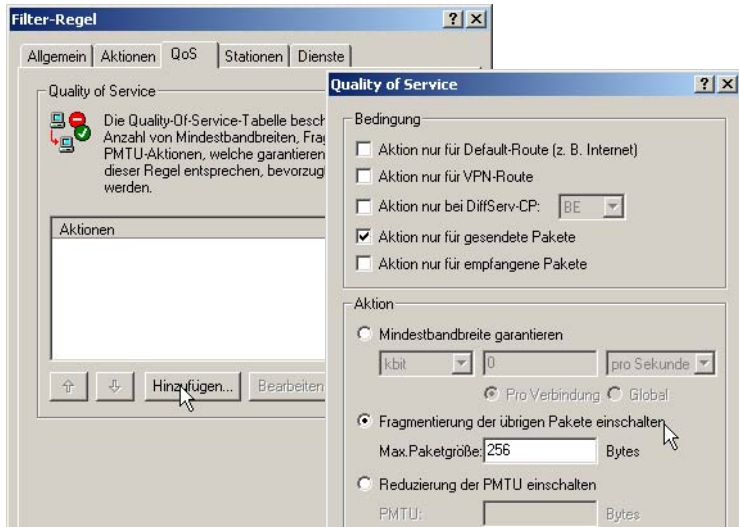 Filter-Regel
Allgemein Aktionen QoS Stationen Dienste
Quality of Service
Die Quality-Of-Service-Tabelle besch
Anzahl von Mindestbandbreiten, Frag
PMTU-Aktionen, welche garantieren
dieser Regel entsprechen, bevorzug
werden.
Aktionen
Hinzufügen... Bearbeiten
Quality of Service
Bedingung
Aktion nur für Default-Route (z. B. Internet)
Aktion nur für VPN-Route
Aktion nur bei DiffServ-CP: BE
Aktion nur für gesendete Pakete
Aktion nur für empfangene Pakete
Aktion
Mindestbandbreite garantieren
kbit 0 pro Sekunde
Pro Verbindung Global
Fragmentierung der übrigen Pakete einschalten
Max.Paketgröße: 256 Bytes
Reduzierung der PMTU einschalten
PMTU: Bytes